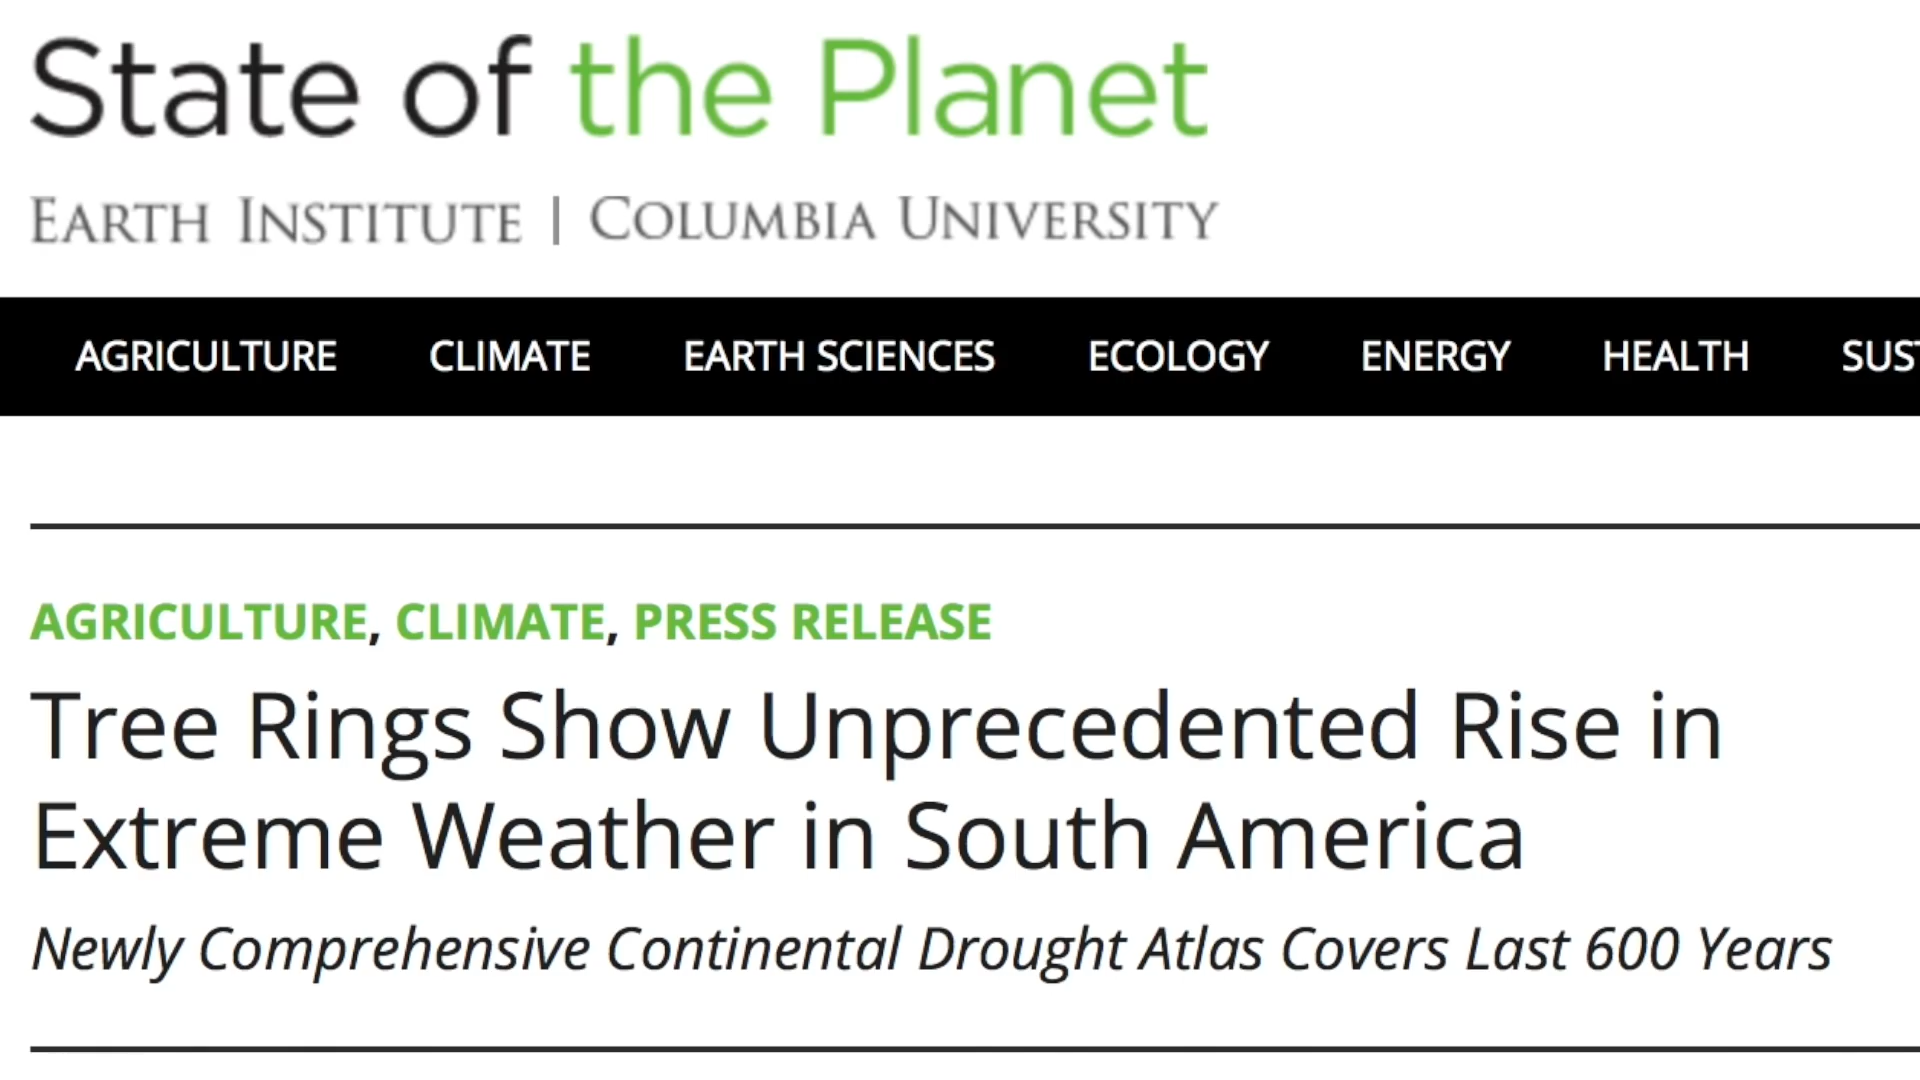 State of the Planet
EARTH INSTITUTE | COLUMBIA UNIVERSITY
AGRICULTURE CLIMATE EARTH SCIENCES ECOLOGY ENERGY HEALTH
AGRICULTURE, CLIMATE, PRESS RELEASE
Tree Rings Show Unprecedented Rise in
Extreme Weather in South America
Newly Comprehensive Continental Drought Atlas Covers Last 600 Years